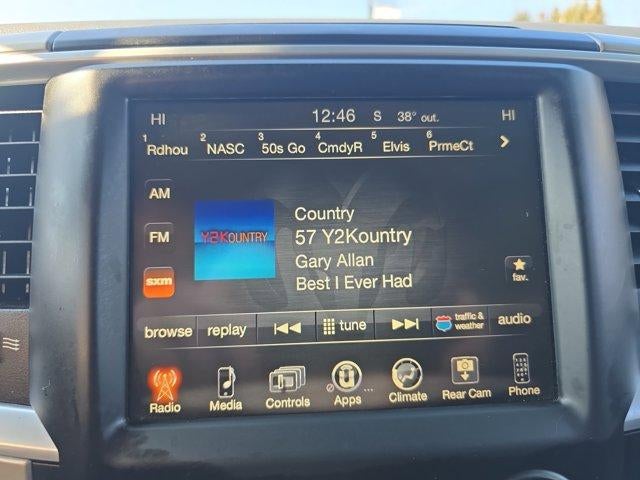 HI 12:46 S 38° out. HI
1 Rdhou 2 NASC 3 50s Go 4 CmdyR 5 Elvis 6 PrmeCt
AM
FM
sxm
Y2KOUNTRY
Country
57 Y2Kountry
Gary Allan
Best I Ever Had
fav.
browse replay tune traffic & weather audio
Radio Media Controls Apps Climate Rear Cam Phone